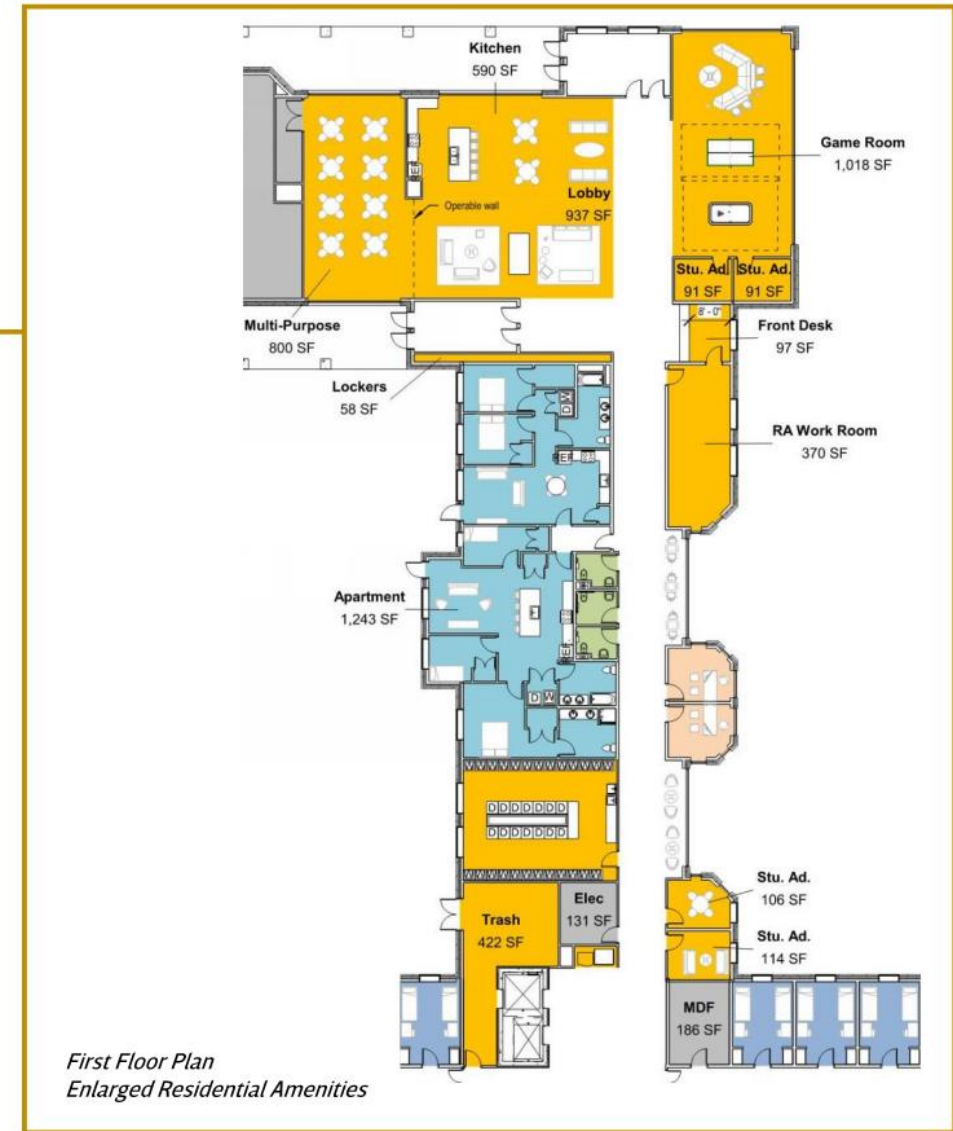 Kitchen
590 SF
Game Room
1,018 SF
REF
Lobby
937 SF
Operable wall
Stu. Ad.
91 SF
Stu. Ad.
91 SF
8' - 0"
Multi-Purpose
800 SF
Front Desk
97 SF
Lockers
58 SF
D W
RA Work Room
370 SF
REF
Apartment
1,243 SF
REF
D W
D D D D D D D
D D D D D D D
Stu. Ad.
106 SF
Elec
131 SF
Trash
422 SF
Stu. Ad.
114 SF
MDF
186 SF
First Floor Plan
Enlarged Residential Amenities